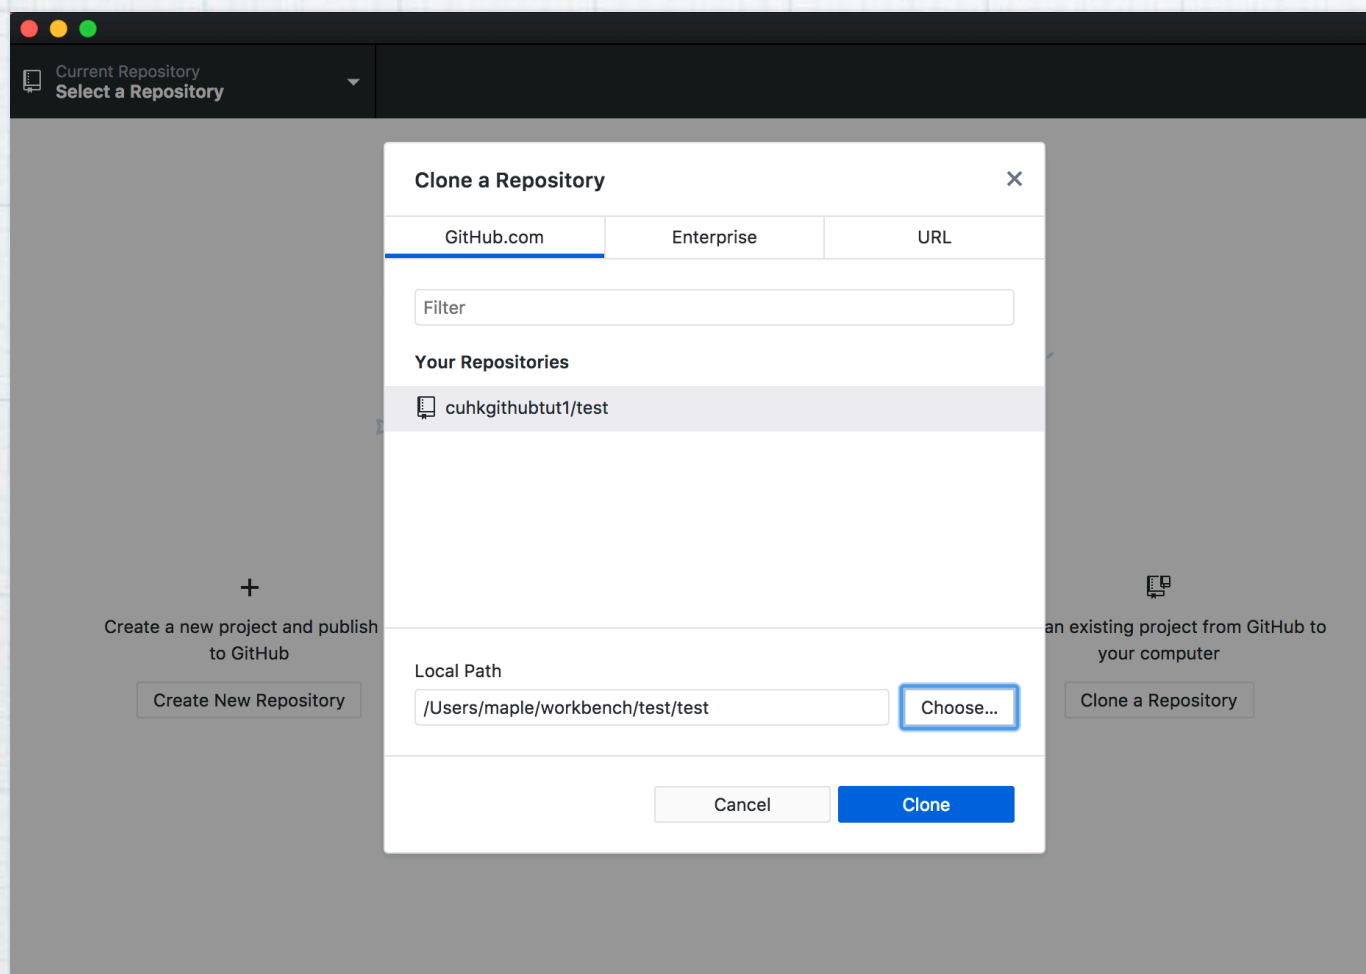 Current Repository
Select a Repository
Clone a Repository
GitHub.com
Enterprise
URL
Filter
Your Repositories
cuhkgithubtut1/test
Create a new project and publish
to GitHub
Create New Repository
an existing project from GitHub to
your computer
Clone a Repository
Local Path
/Users/maple/workbench/test/test
Choose...
Cancel
Clone